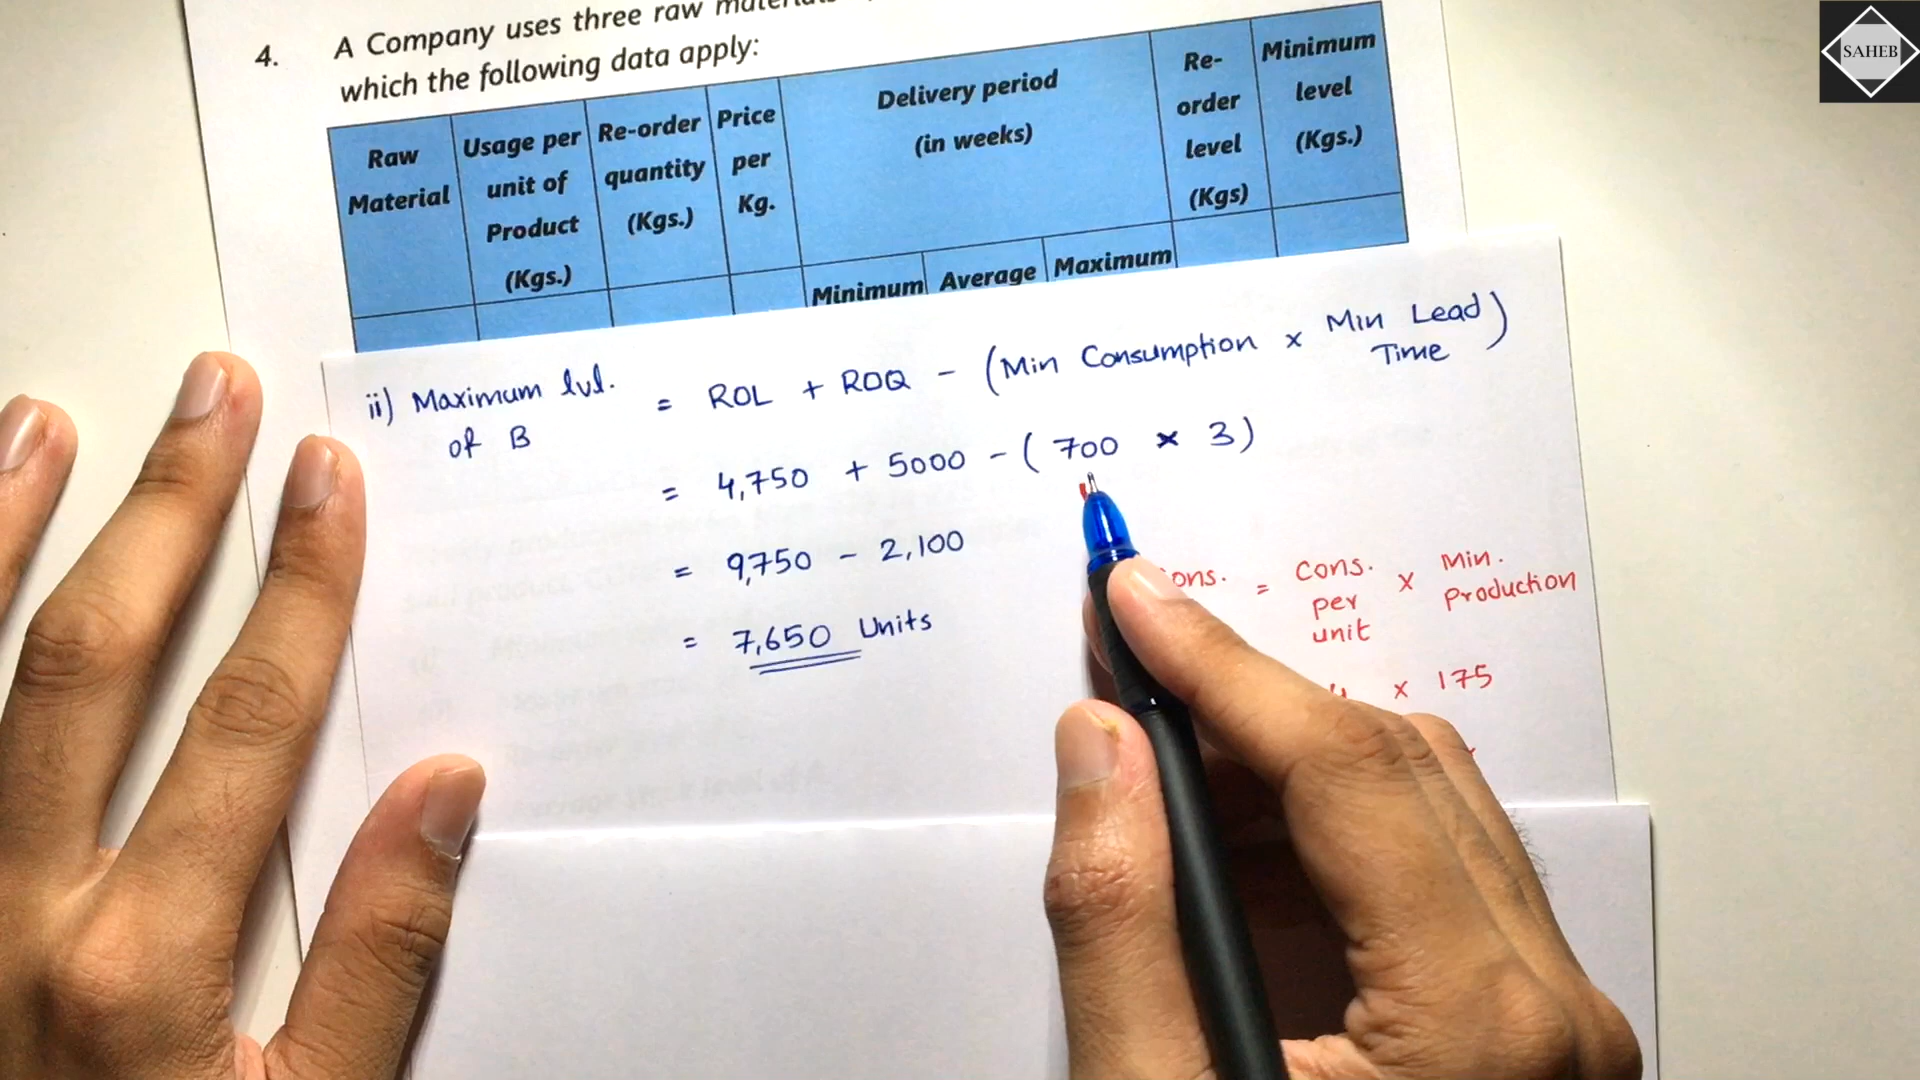 4. A Company uses three raw
which the following data apply:
Raw Material
Usage per unit of Product (Kgs.)
Re-order quantity (Kgs.)
Price per Kg.
Delivery period (in weeks)
Re-order level (Kgs)
Minimum level (Kgs.)
Minimum Average Maximum
ii) Maximum lvl. of B = ROL + ROQ - (Min Consumption x Min Lead Time)
= 4,750 + 5000 - (700 × 3)
= 9,750 - 2,100
= 7,650 Units
= Cons. per unit x Min. Production
x 175
SAHEB